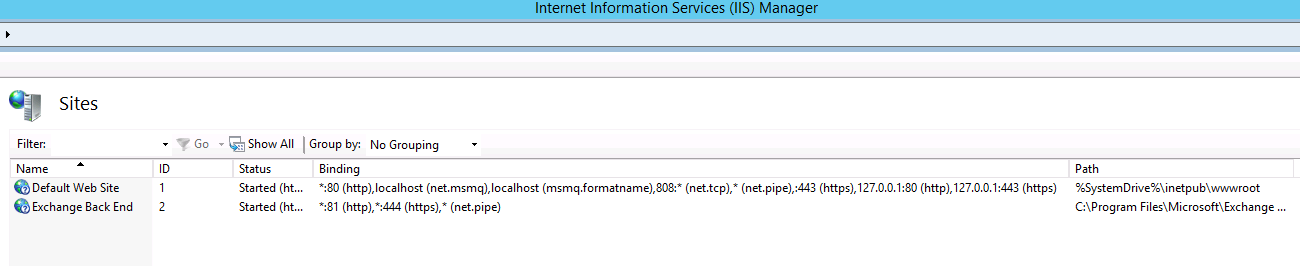 Internet Information Services (IIS) Manager
Sites
Filter: Go Show All Group by: No Grouping
Name ID Status Binding Path
Default Web Site 1 Started (ht... *:80 (http),localhost (net.msmq),localhost (msmq.formatname),808:* (net.tcp),* (net.pipe),:443 (https),127.0.0.1:80 (http),127.0.0.1:443 (https) %SystemDrive%\inetpub\wwwroot
Exchange Back End 2 Started (ht... *:81 (http),*:444 (https),* (net.pipe) C:\Program Files\Microsoft\Exchange ...